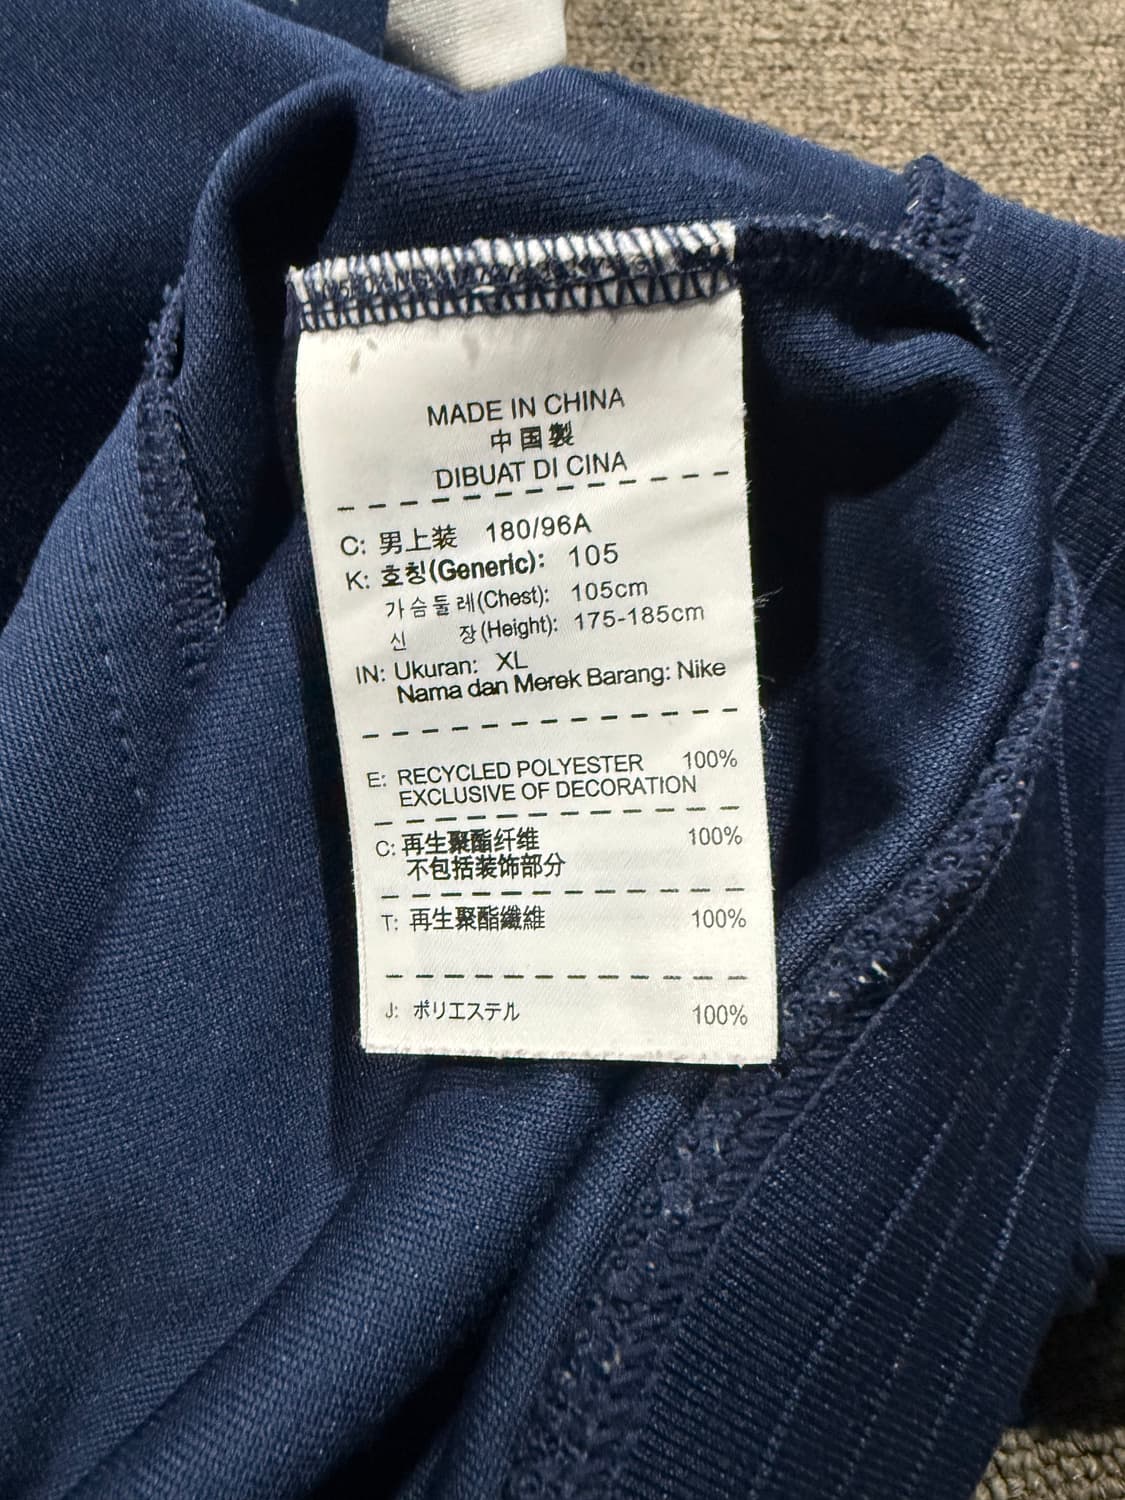 MADE IN CHINA
中国製
DIBUAT DI CINA
C: 男上装 180/96A
K: 호칭(Generic): 105
가슴둘레(Chest): 105cm
신 장(Height): 175-185cm
IN: Ukuran: XL
Nama dan Merek Barang: Nike
E: RECYCLED POLYESTER 100%
EXCLUSIVE OF DECORATION
C: 再生聚酯纤维 100%
不包括装饰部分
T: 再生聚酯纖維 100%
J: ポリエステル 100%